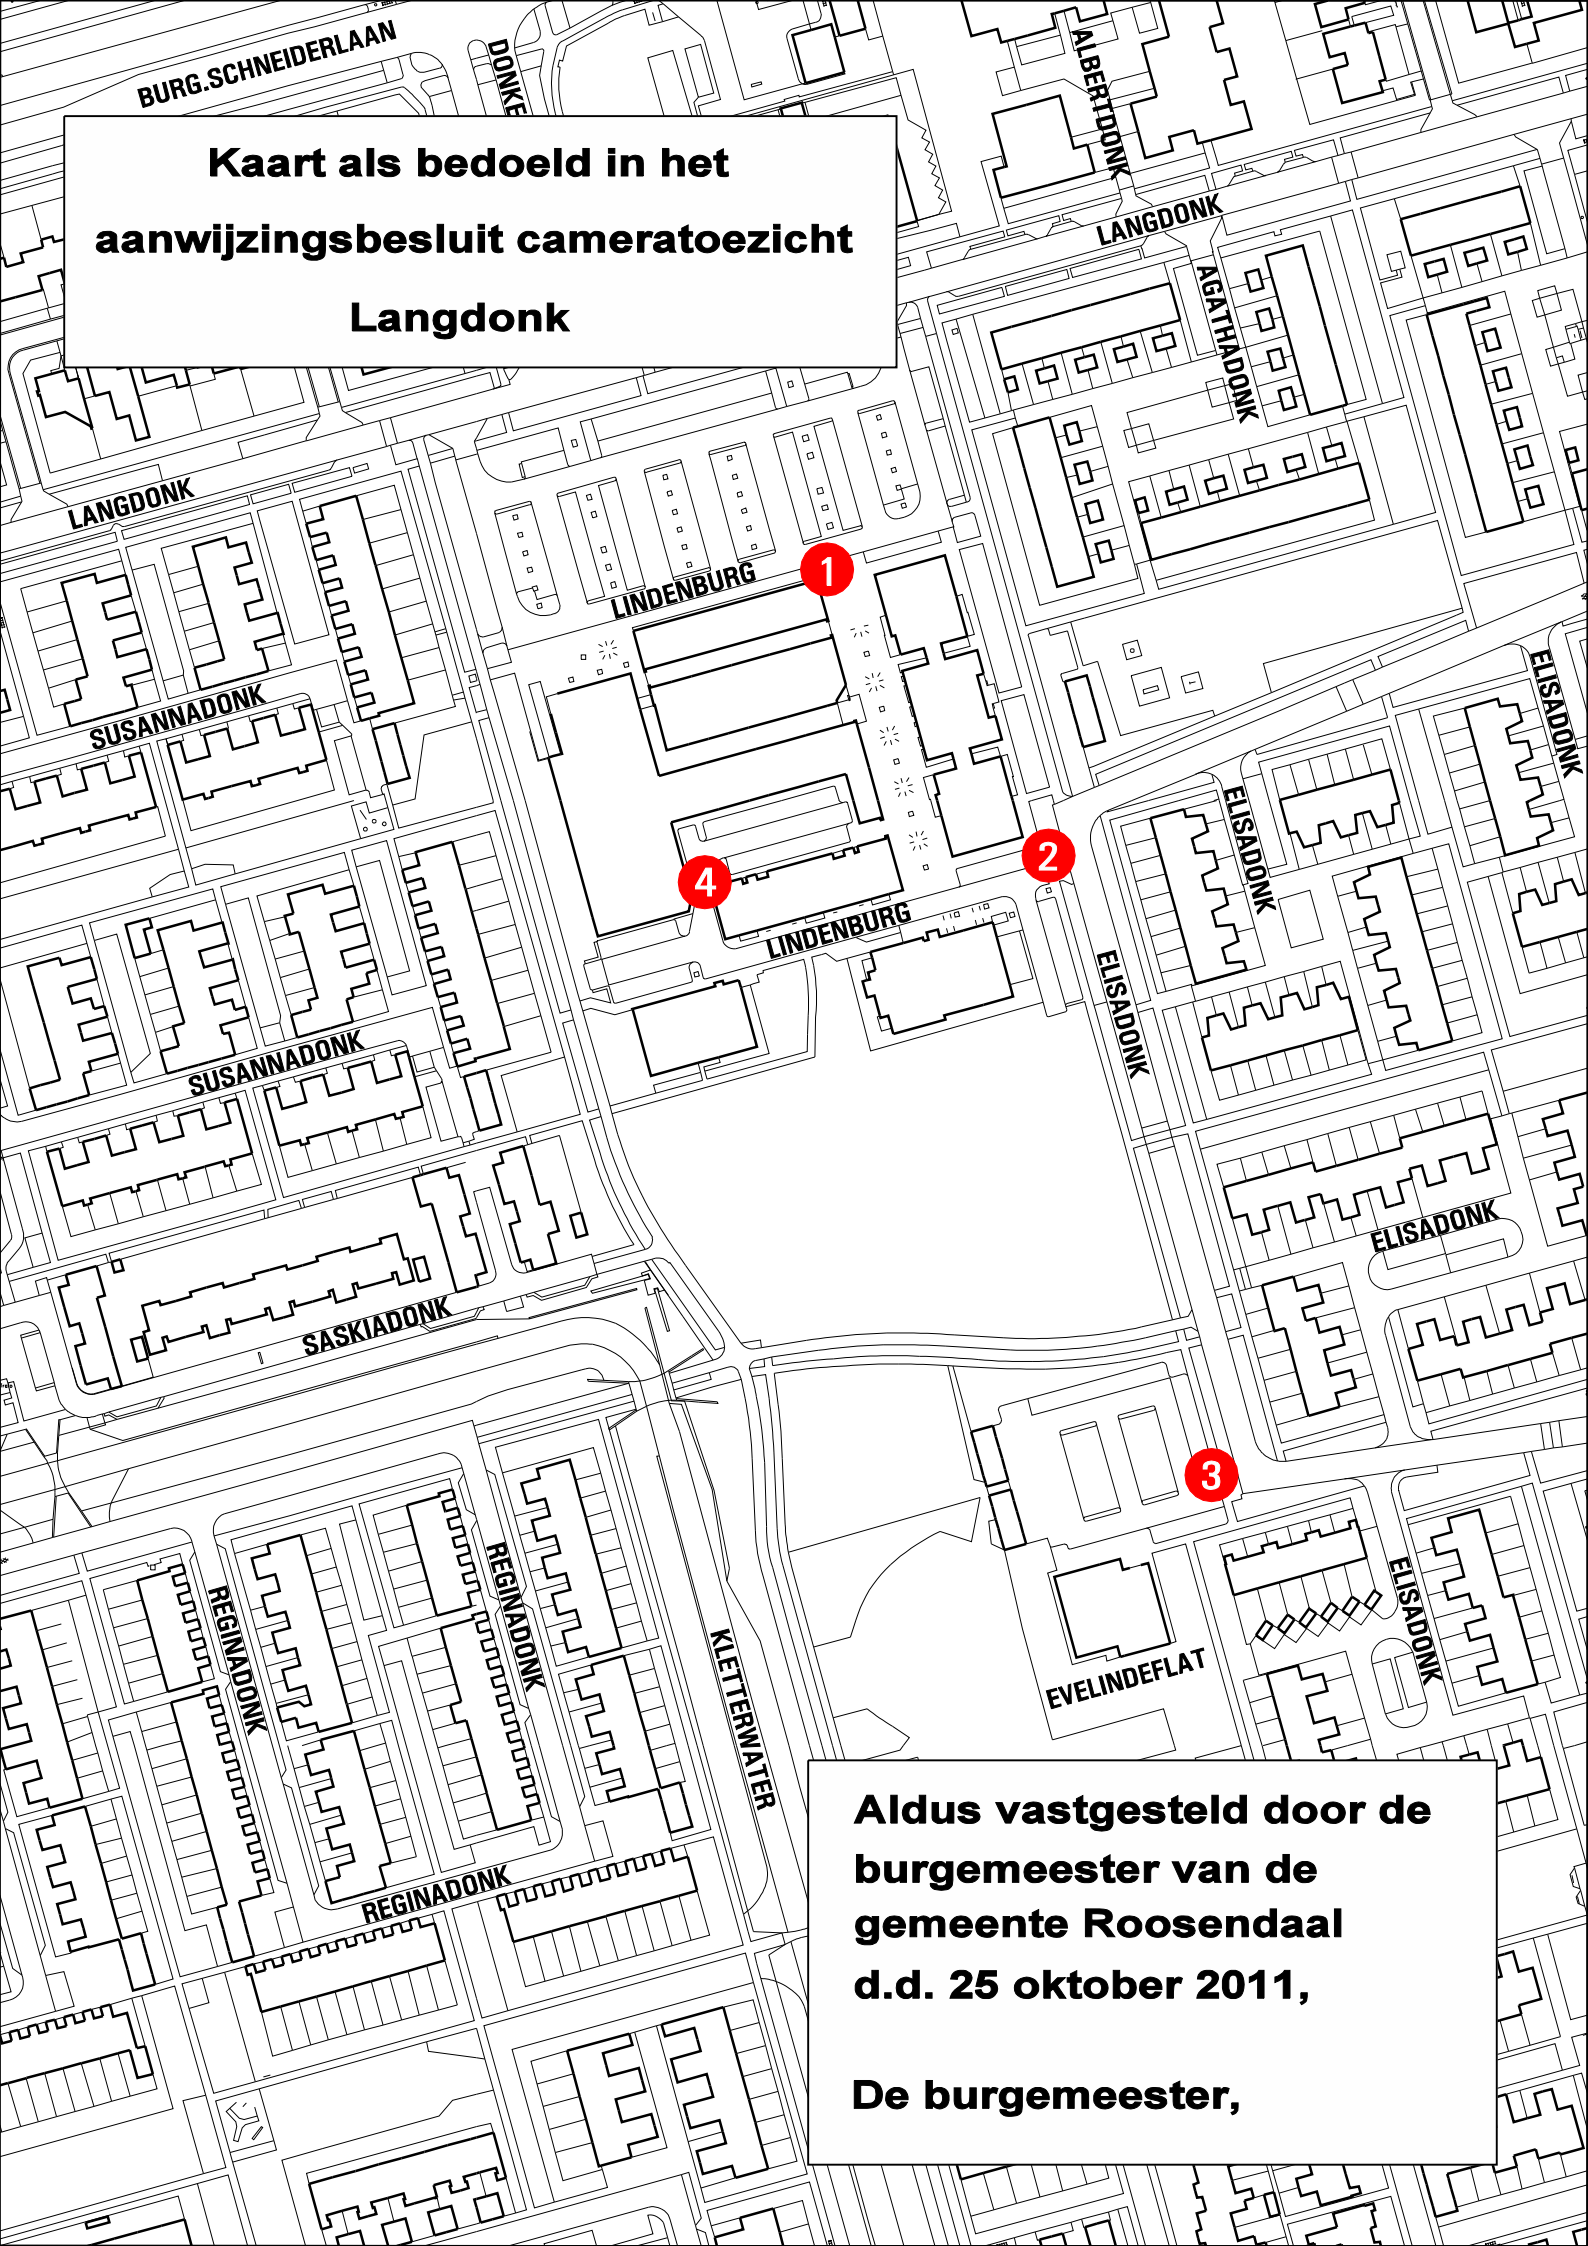 BURG.SCHNEIDERLAAN
DONKE
ALBERTDONK
Kaart als bedoeld in het
aanwijzingsbesluit cameratoezicht
Langdonk
LANGDONK
AGATHADONK
LANGDONK
1
LINDENBURG
SUSANNADONK
ELISADONK
ELISADONK
2
4
LINDENBURG
ELISADONK
SUSANNADONK
ELISADONK
SASKIADONK
3
REGINADONK
REGINADONK
ELISADONK
KLETTERWATER
EVELINDEFLAT
REGINADONK
Aldus vastgesteld door de
burgemeester van de
gemeente Roosendaal
d.d. 25 oktober 2011,
De burgemeester,